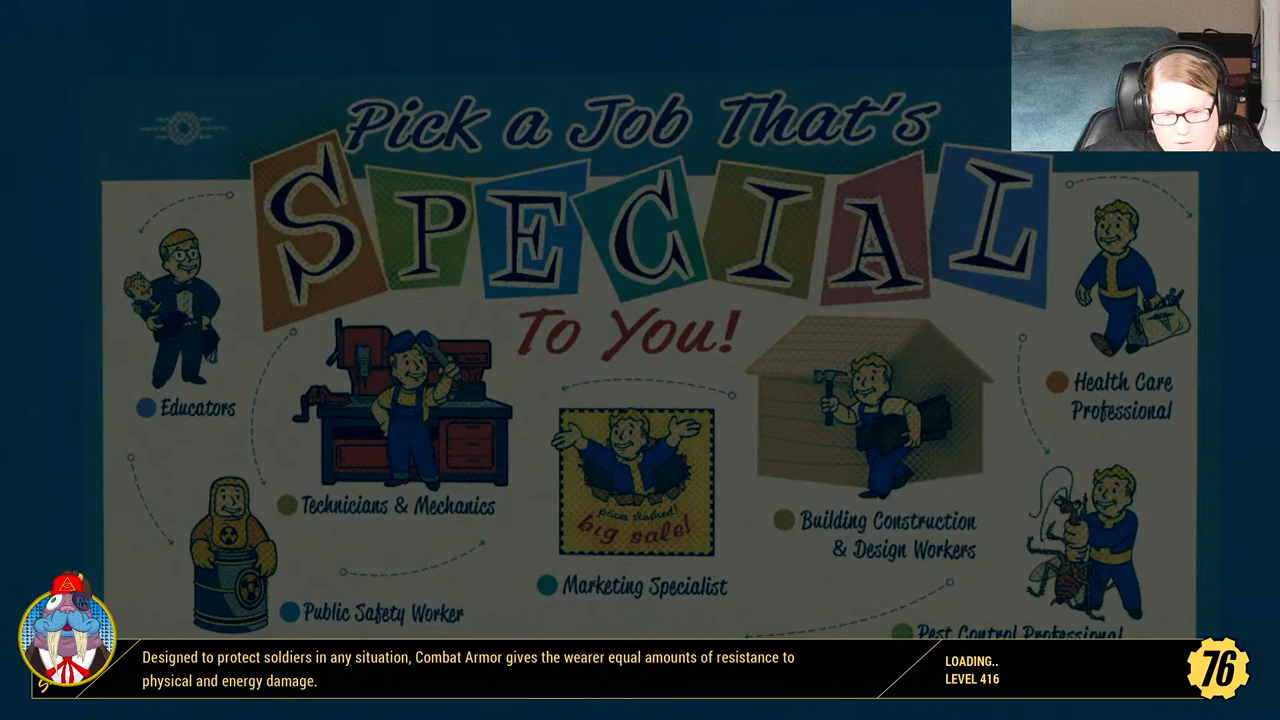 Pick a Job That's
SPECIAL
To You!
Educators
Health Care
Professional
Technicians & Mechanics
prices slashed!
big sale!
Building Construction
& Design Workers
Marketing Specialist
Public Safety Worker
Pest Control Professional
Designed to protect soldiers in any situation, Combat Armor gives the wearer equal amounts of resistance to
physical and energy damage.
LOADING..
LEVEL 416
76